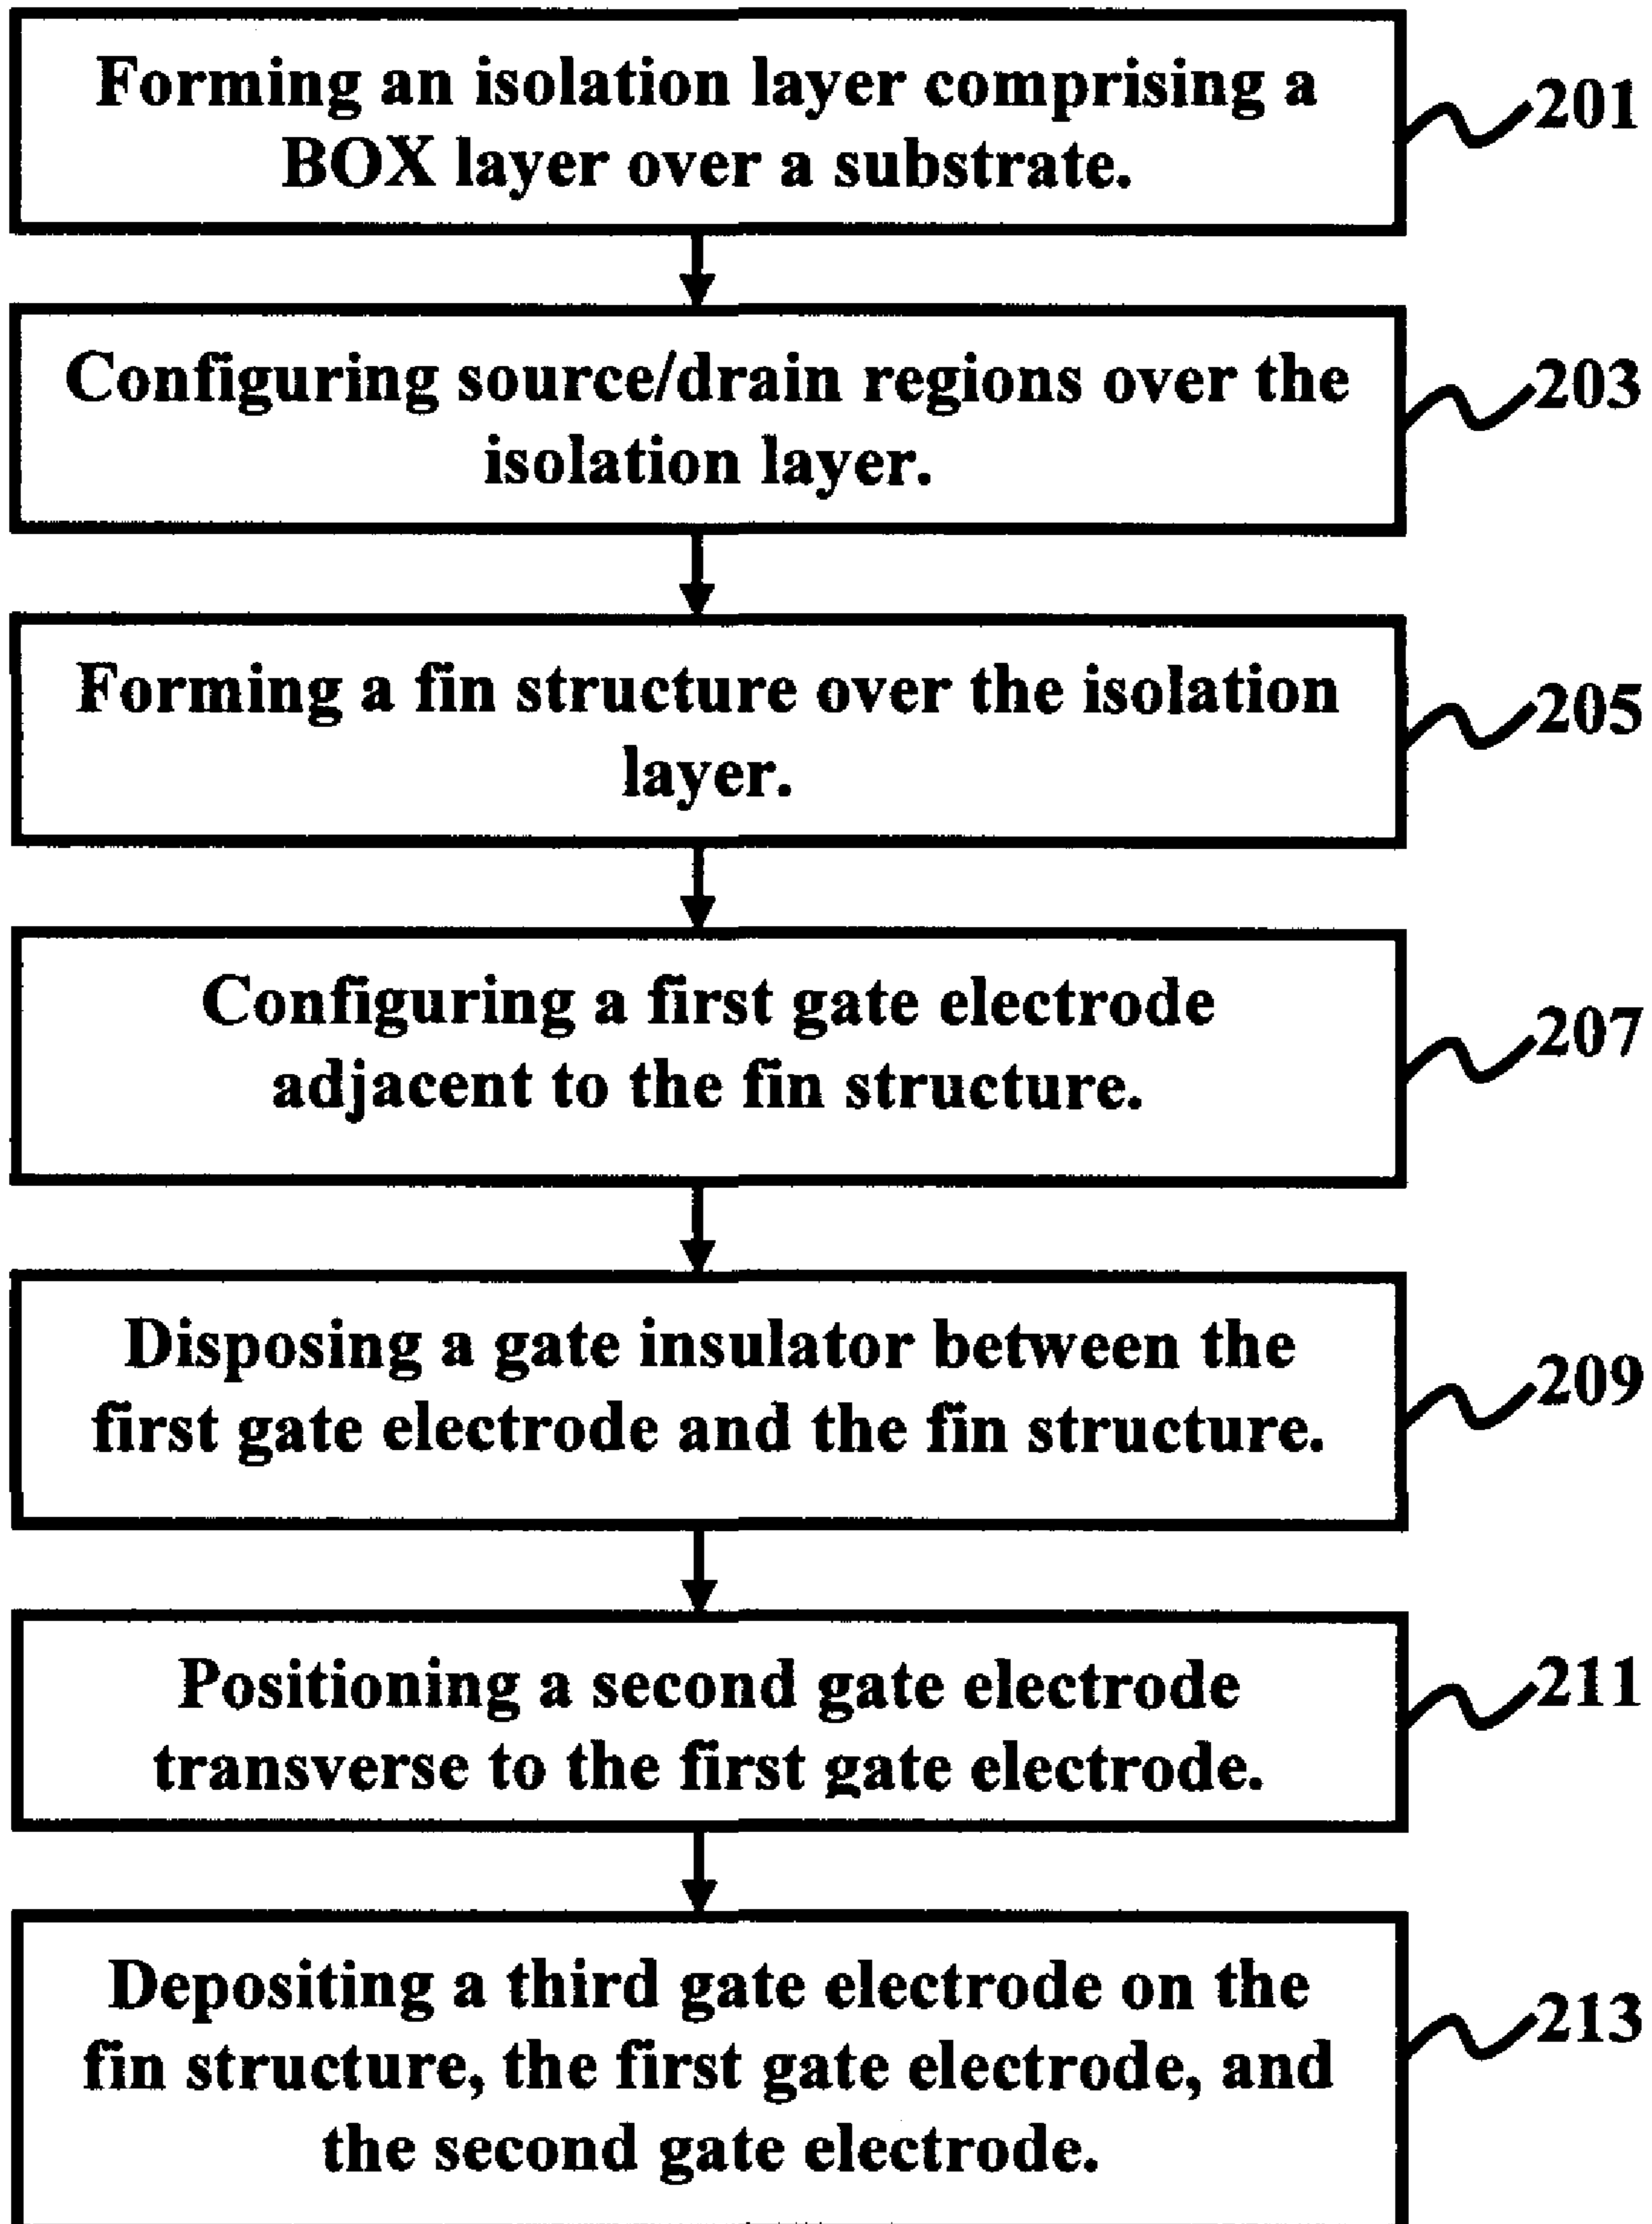 Forming an isolation layer comprising a
BOX layer over a substrate.
201
Configuring source/drain regions over the
isolation layer.
203
Forming a fin structure over the isolation
layer.
205
Configuring a first gate electrode
adjacent to the fin structure.
207
Disposing a gate insulator between the
first gate electrode and the fin structure.
209
Positioning a second gate electrode
transverse to the first gate electrode.
211
Depositing a third gate electrode on the
fin structure, the first gate electrode, and
the second gate electrode.
213